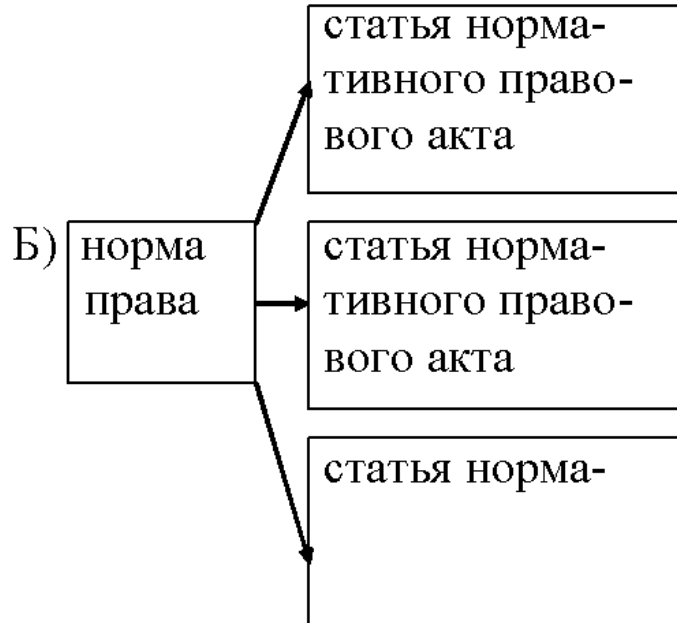 статья норма-
тивного право-
вого акта
Б) норма
права
статья норма-
тивного право-
вого акта
статья норма-